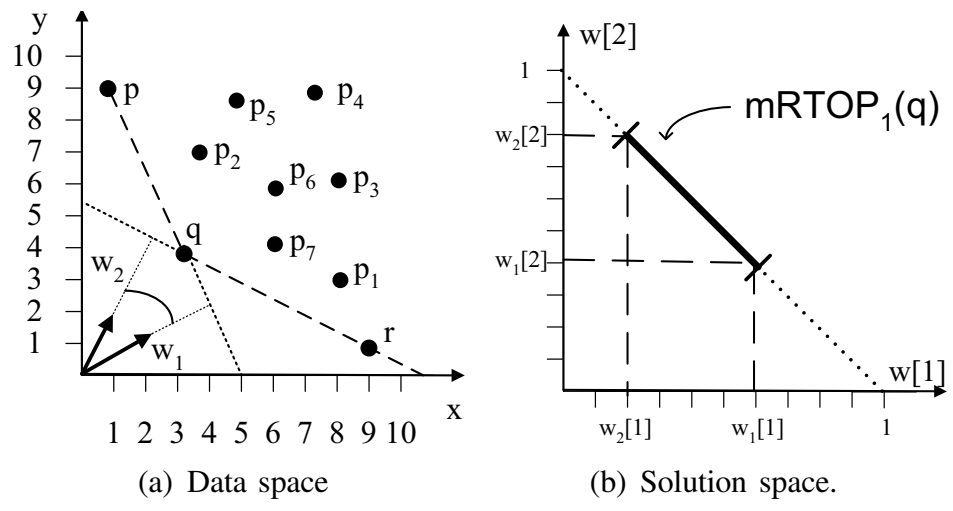 y
10
9
8
7
6
5
4
3
2
1
p
p5
p4
p2
p6
p3
q
p7
p1
w2
w1
r
x
1 2 3 4 5 6 7 8 9 10
(a) Data space
w[2]
1
mRTOP1(q)
w2[2]
w1[2]
w[1]
w2[1] w1[1] 1
(b) Solution space.